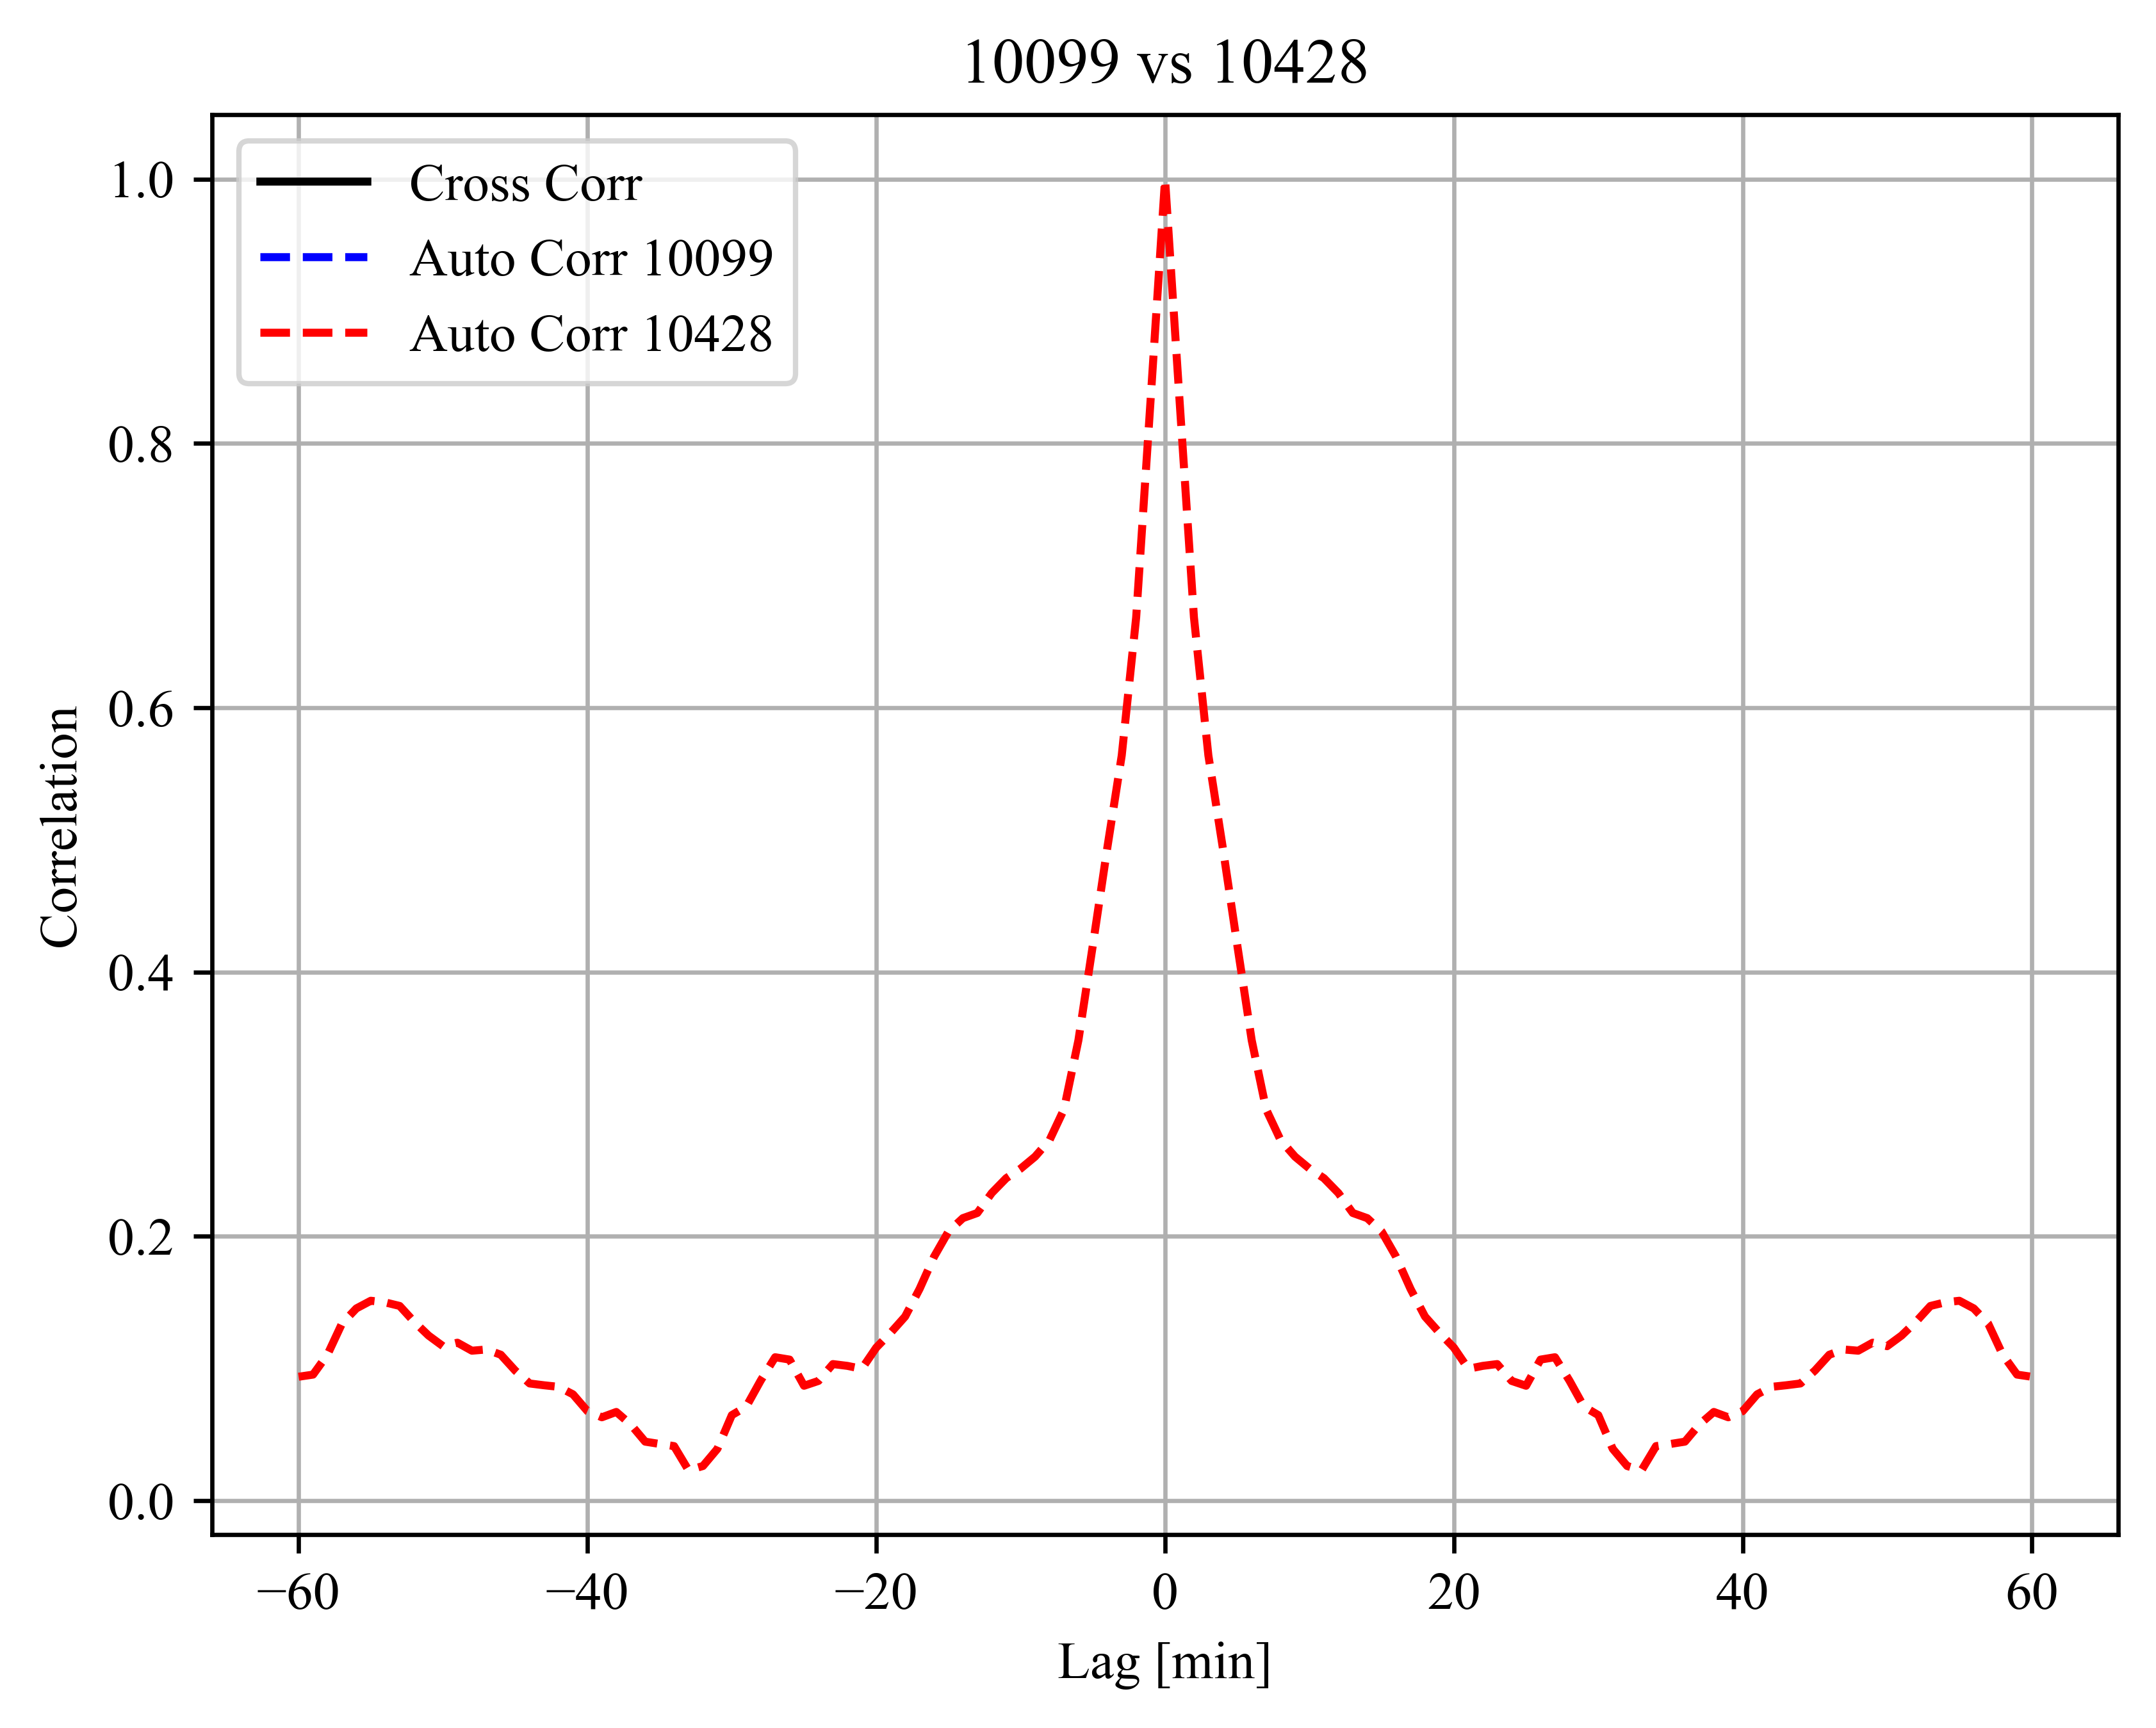 10099 vs 10428
Cross Corr
Auto Corr 10099
Auto Corr 10428
Correlation
1.0
0.8
0.6
0.4
0.2
0.0
−60 −40 −20 0 20 40 60
Lag [min]